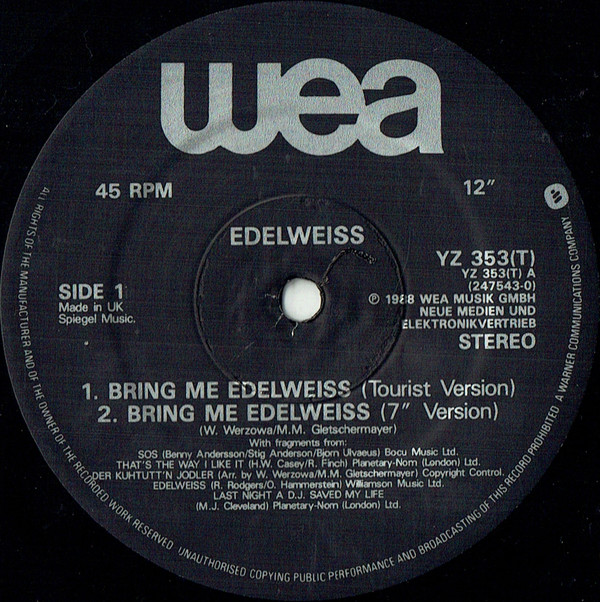 wea
45 RPM
12"
EDELWEISS
YZ 353(T)
YZ 353(T) A
(247543-0)
℗ 1988 WEA MUSIK GMBH
NEUE MEDIEN UND
ELEKTRONIKVERTRIEB
STEREO
SIDE 1
Made in UK
Spiegel Music.
1. BRING ME EDELWEISS (Tourist Version)
2. BRING ME EDELWEISS (7" Version)
(W. Werzowa/M.M. Gletschermayer)
With fragments from:
SOS (Benny Andersson/Stig Anderson/Bjorn Ulvaeus) Bocu Music Ltd.
THAT'S THE WAY I LIKE IT (H.W. Casey/R. Finch) Planetary-Nom (London) Ltd.
DER KUHTUTT'N JODLER (Arr. by W. Werzowa/M.M. Gletschermayer) Copyright Control.
EDELWEISS (R. Rodgers/O. Hammerstein) Williamson Music Ltd.
LAST NIGHT A D.J. SAVED MY LIFE
(M.J. Cleveland) Planetary-Nom (London) Ltd.
ALL RIGHTS OF THE MANUFACTURER AND OF THE OWNER OF THE RECORDED WORK RESERVED UNAUTHORISED COPYING PUBLIC PERFORMANCE AND BROADCASTING OF THIS RECORD PROHIBITED A WARNER COMMUNICATIONS COMPANY.